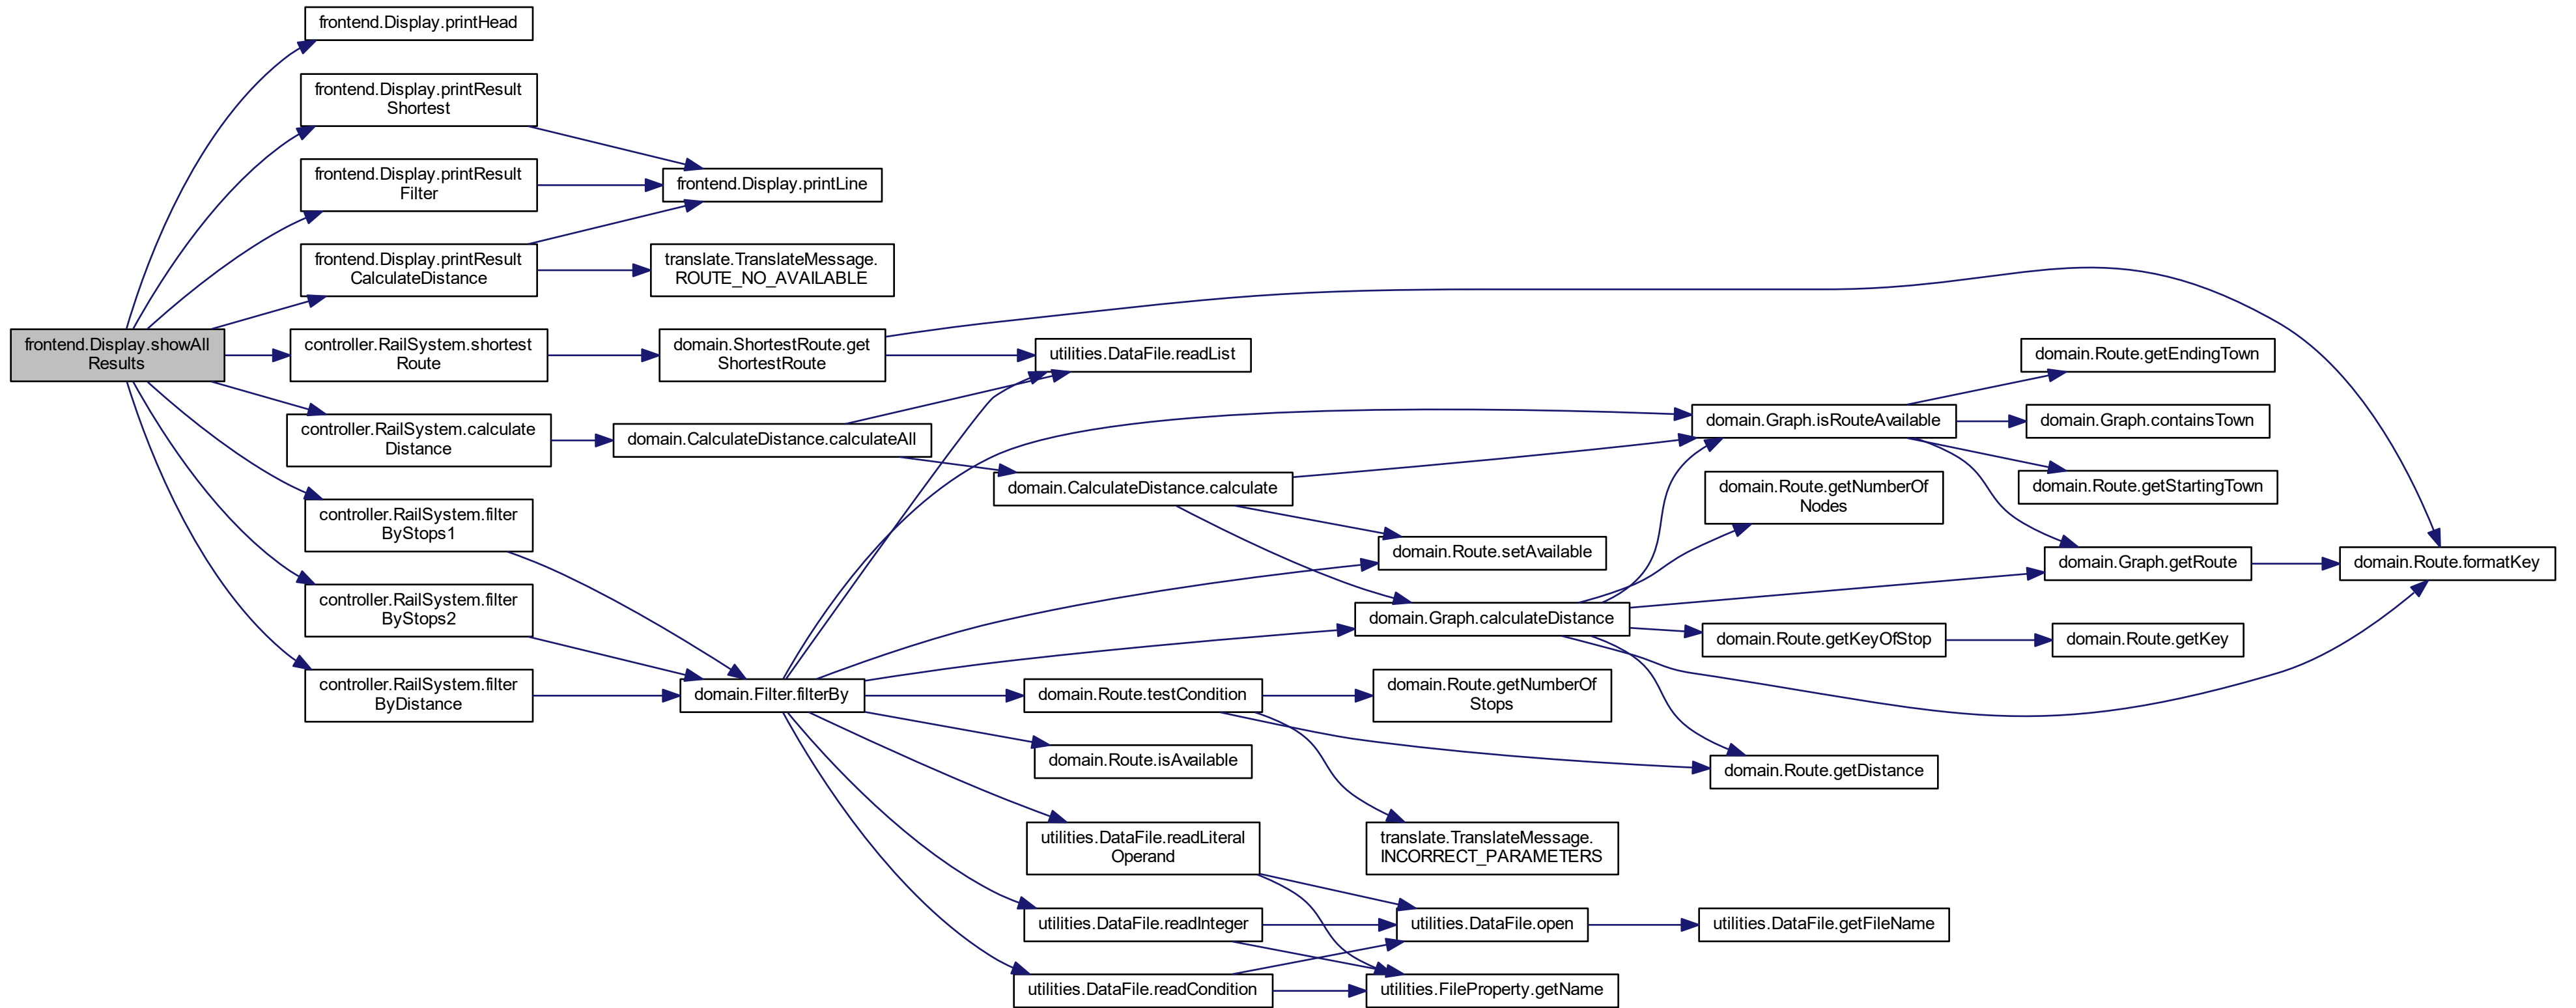 frontend.Display.printHead
frontend.Display.printResult
Shortest
frontend.Display.printResult
Filter
frontend.Display.printLine
frontend.Display.printResult
CalculateDistance
translate.TranslateMessage.
ROUTE_NO_AVAILABLE
frontend.Display.showAll
Results
controller.RailSystem.shortest
Route
domain.ShortestRoute.get
ShortestRoute
utilities.DataFile.readList
controller.RailSystem.calculate
Distance
domain.CalculateDistance.calculateAll
domain.CalculateDistance.calculate
domain.Graph.isRouteAvailable
domain.Route.getEndingTown
domain.Graph.containsTown
domain.Route.getStartingTown
domain.Route.getNumberOf
Nodes
controller.RailSystem.filter
ByStops1
domain.Route.setAvailable
domain.Graph.getRoute
domain.Route.formatKey
controller.RailSystem.filter
ByStops2
domain.Graph.calculateDistance
domain.Route.getKeyOfStop
domain.Route.getKey
controller.RailSystem.filter
ByDistance
domain.Filter.filterBy
domain.Route.testCondition
domain.Route.getNumberOf
Stops
domain.Route.isAvailable
domain.Route.getDistance
utilities.DataFile.readLiteral
Operand
translate.TranslateMessage.
INCORRECT_PARAMETERS
utilities.DataFile.readInteger
utilities.DataFile.open
utilities.DataFile.getFileName
utilities.DataFile.readCondition
utilities.FileProperty.getName